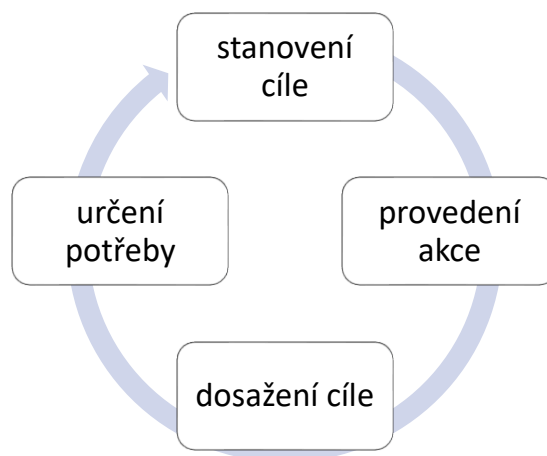 stanovení
cíle
provedení
akce
dosažení cíle
určení
potřeby